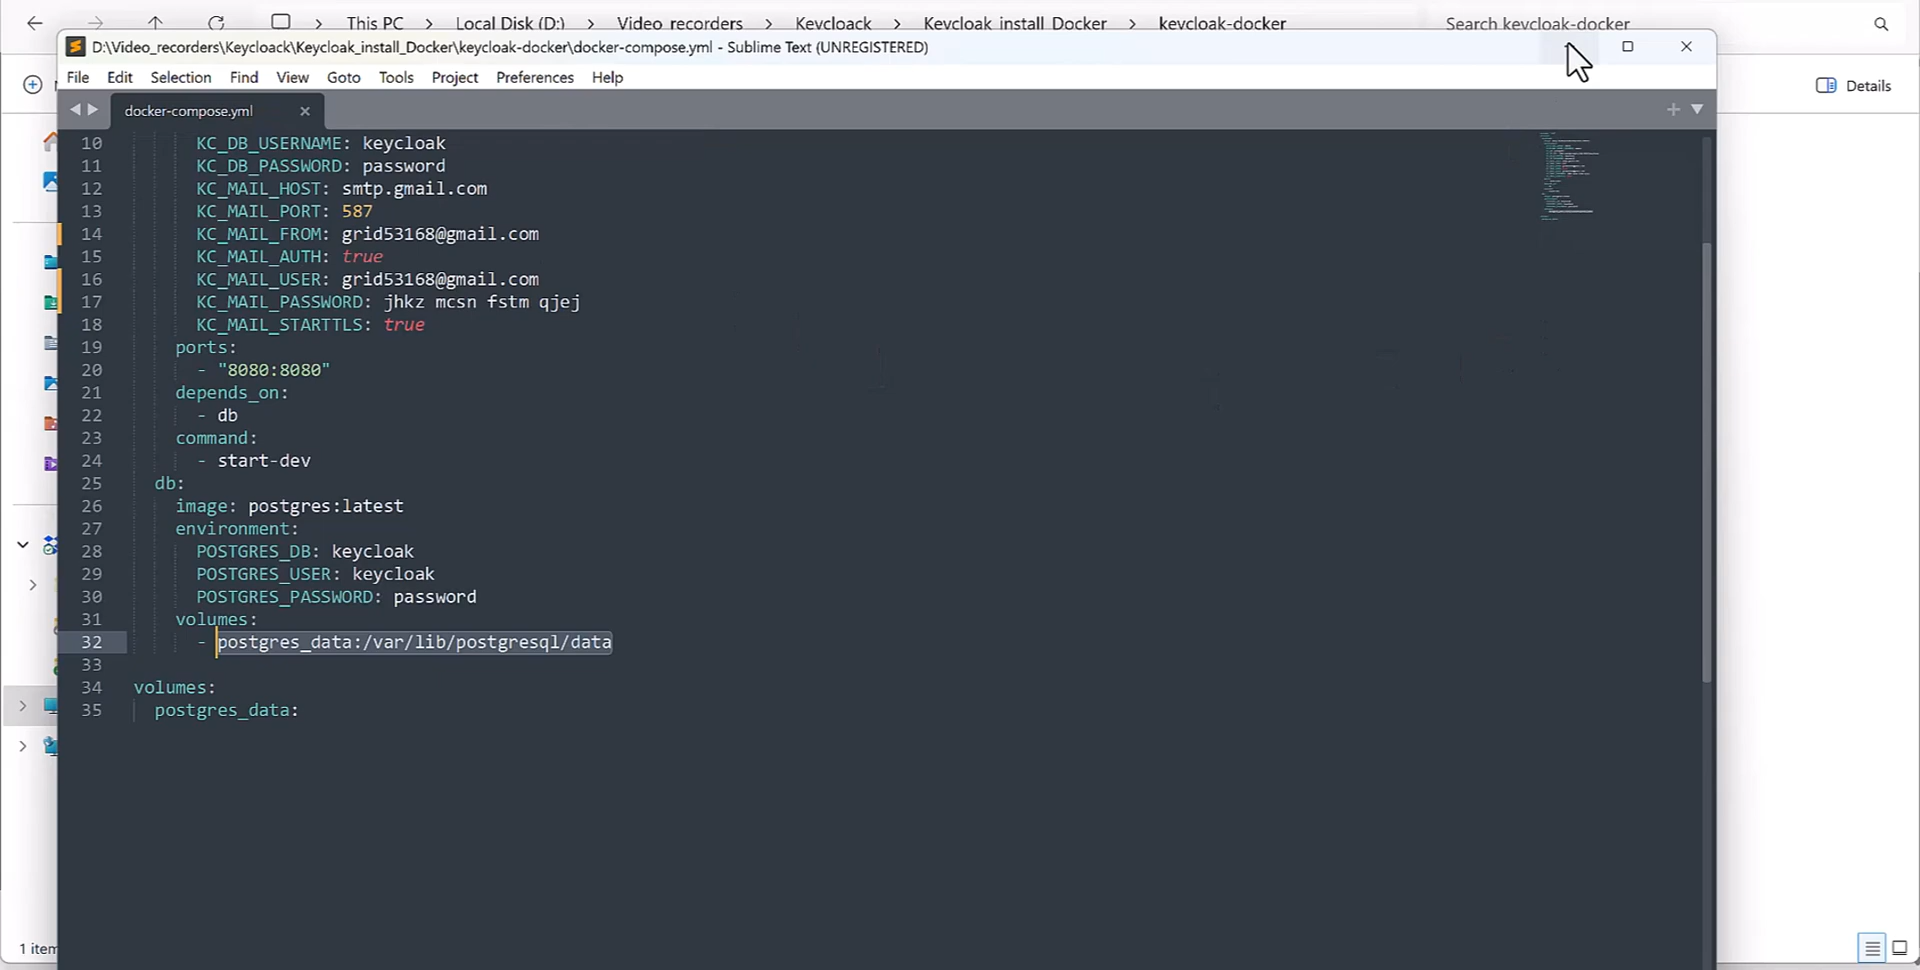 This PC > Local Disk (D:) > Video_recorders > Keycloack > Keycloak_install_Docker > keycloak-docker
Search keycloak-docker
D:\Video_recorders\Keycloack\Keycloak_install_Docker\keycloak-docker\docker-compose.yml - Sublime Text (UNREGISTERED)
File Edit Selection Find View Goto Tools Project Preferences Help
Details
docker-compose.yml
10 KC_DB_USERNAME: keycloak
11 KC_DB_PASSWORD: password
12 KC_MAIL_HOST: smtp.gmail.com
13 KC_MAIL_PORT: 587
14 KC_MAIL_FROM: grid53168@gmail.com
15 KC_MAIL_AUTH: true
16 KC_MAIL_USER: grid53168@gmail.com
17 KC_MAIL_PASSWORD: jhkz mcsn fstm qjej
18 KC_MAIL_STARTTLS: true
19 ports:
20 - "8080:8080"
21 depends_on:
22 - db
23 command:
24 - start-dev
25 db:
26 image: postgres:latest
27 environment:
28 POSTGRES_DB: keycloak
29 POSTGRES_USER: keycloak
30 POSTGRES_PASSWORD: password
31 volumes:
32 - postgres_data:/var/lib/postgresql/data
33
34 volumes:
35 postgres_data:
1 item